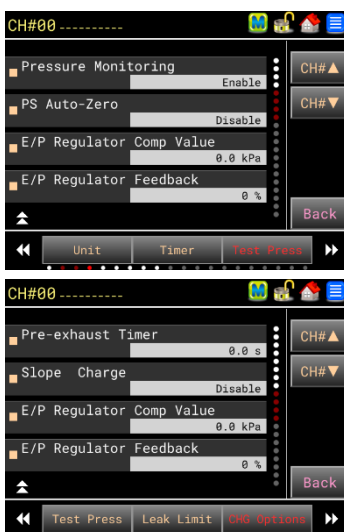 CH#00 ----------
M
Pressure Monitoring
Enable
CH#▲
PS Auto-Zero
Disable
CH#▼
E/P Regulator Comp Value
0.0 kPa
E/P Regulator Feedback
0 %
Back
Unit
Timer
Test Press
CH#00 ----------
M
Pre-exhaust Timer
0.0 s
CH#▲
Slope Charge
Disable
CH#▼
E/P Regulator Comp Value
0.0 kPa
E/P Regulator Feedback
0 %
Back
Test Press
Leak Limit
CHG Options